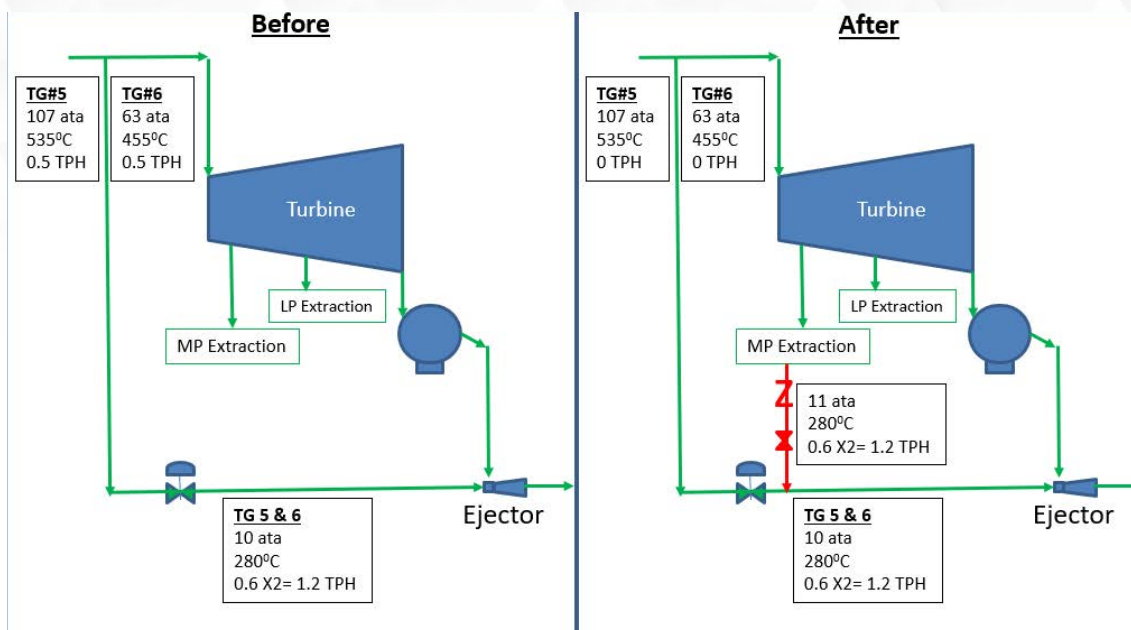 Before
TG#5
107 ata
535⁰C
0.5 TPH
TG#6
63 ata
455⁰C
0.5 TPH
Turbine
LP Extraction
MP Extraction
TG 5 & 6
10 ata
280⁰C
0.6 X2= 1.2 TPH
Ejector
After
TG#5
107 ata
535⁰C
0 TPH
TG#6
63 ata
455⁰C
0 TPH
Turbine
LP Extraction
MP Extraction
11 ata
280⁰C
0.6 X2= 1.2 TPH
TG 5 & 6
10 ata
280⁰C
0.6 X2= 1.2 TPH
Ejector